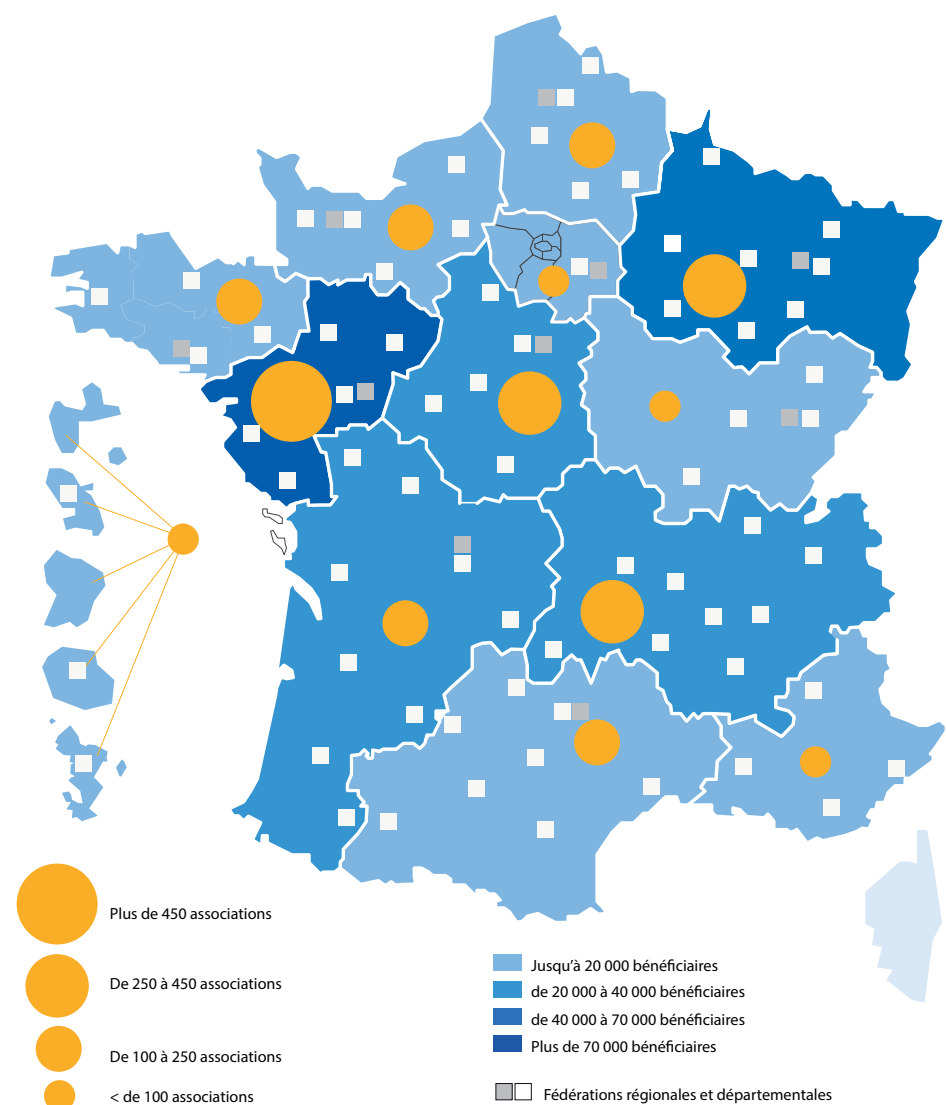 Plus de 450 associations
De 250 à 450 associations
De 100 à 250 associations
< de 100 associations
Jusqu'à 20 000 bénéficiaires
de 20 000 à 40 000 bénéficiaires
de 40 000 à 70 000 bénéficiaires
Plus de 70 000 bénéficiaires
Fédérations régionales et départementales